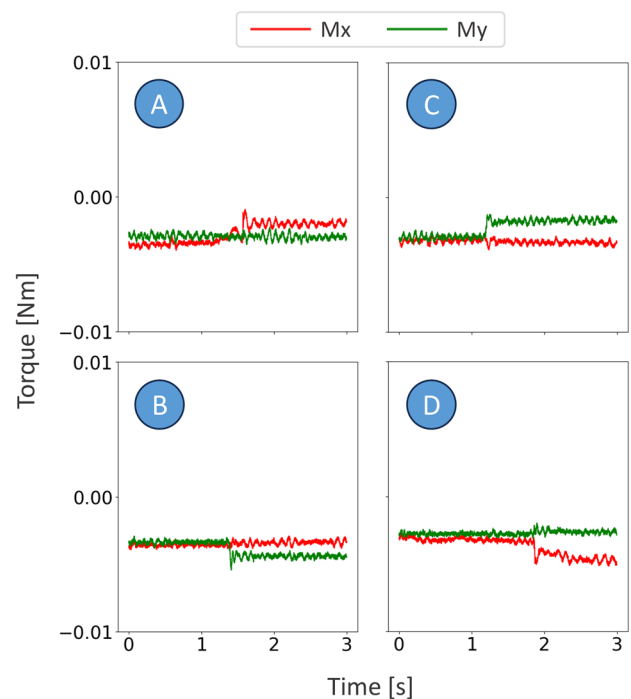 Mx My
0.01
A
C
0.00
−0.01
0.01
B
D
0.00
−0.01
0 1 2 3 0 1 2 3
Torque [Nm]
Time [s]